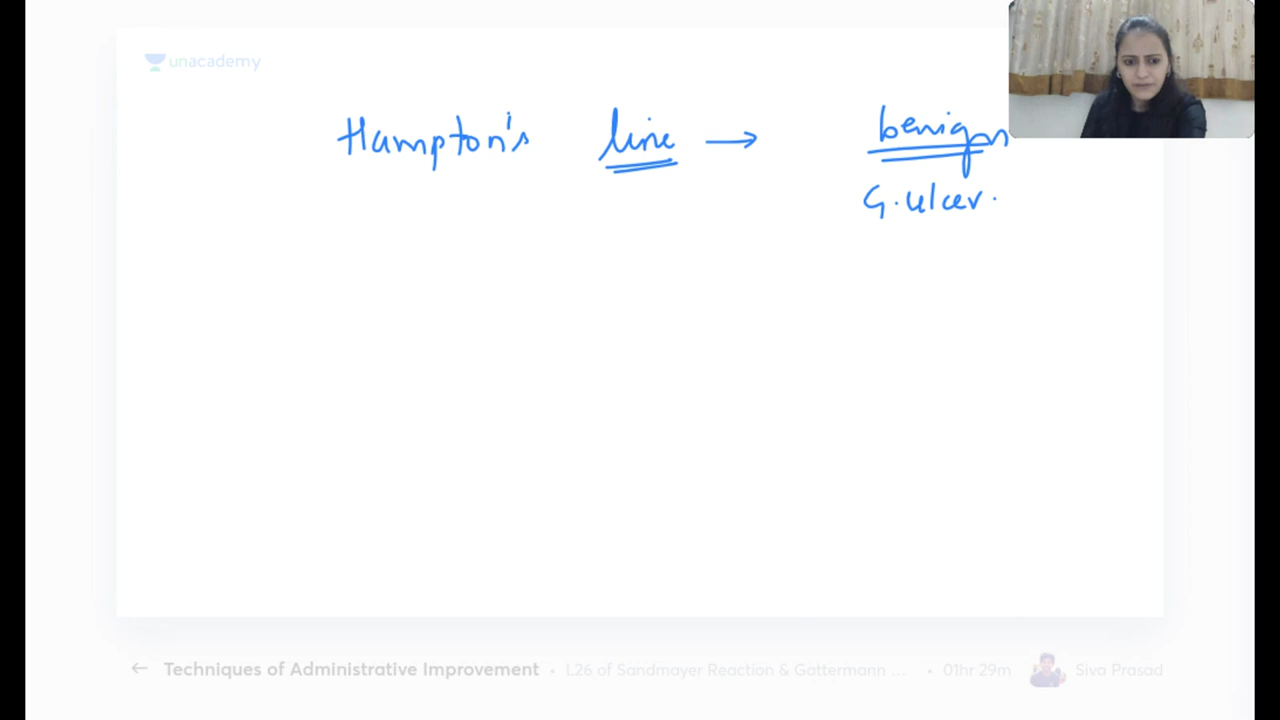 unacademy
Hampton's line → benign
G. ulcer.
← Techniques of Administrative Improvement • L26 of Sandmayer Reaction & Gattermann ... • 01hr 29m Siva Prasad